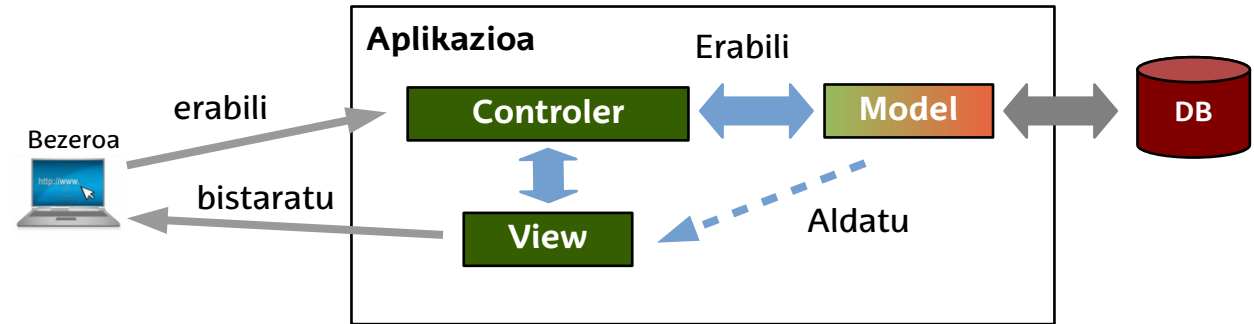 Aplikazioa
Erabili
erabili
Controler
Model
DB
Bezeroa
http://www.
bistaratu
View
Aldatu